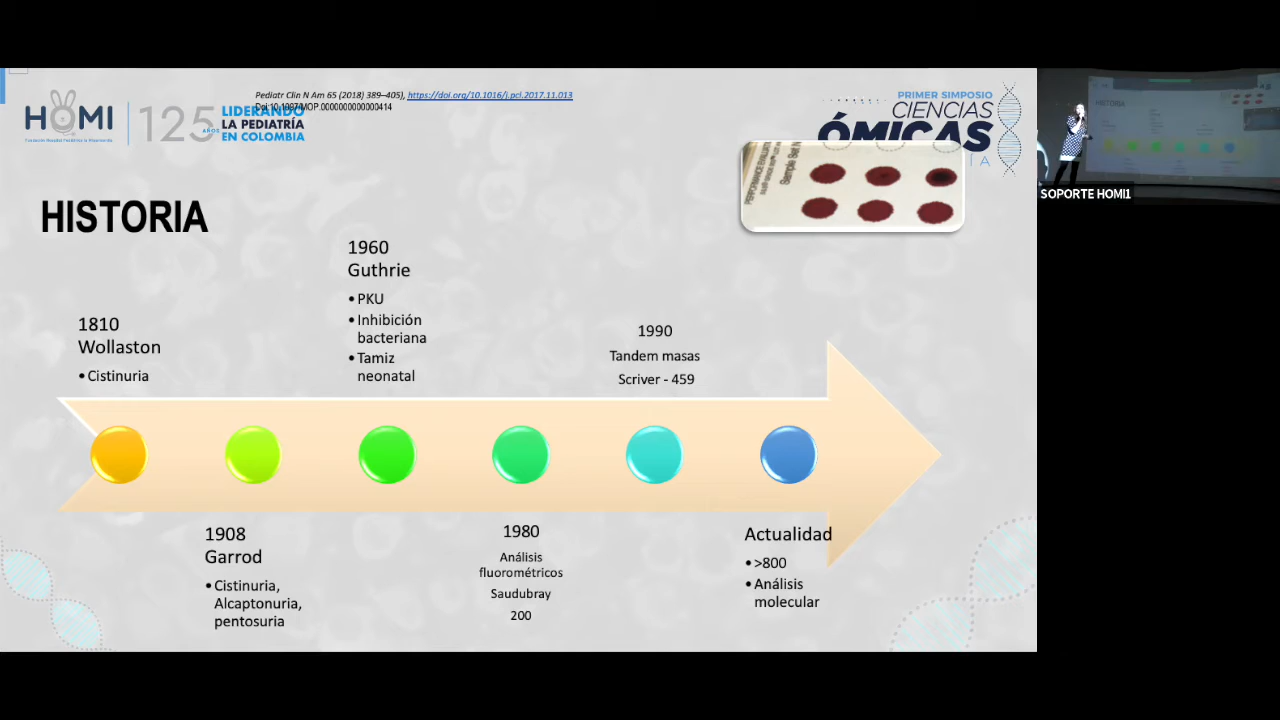 Pediatr Clin N Am 65 (2018) 389–405), https://doi.org/10.1016/j.pcl.2017.11.013
HOMI
125
AÑOS
LIDERANDO
LA PEDIATRÍA
EN COLOMBIA
PRIMER SIMPOSIO
CIENCIAS
ÓMICAS
SOPORTE HOMI1
HISTORIA
1810
Wollaston
•Cistinuria
1908
Garrod
•Cistinuria,
Alcaptonuria,
pentosuria
1960
Guthrie
•PKU
•Inhibición
bacteriana
•Tamiz
neonatal
1980
Análisis
fluorométricos
Saudubray
200
1990
Tandem masas
Scriver - 459
Actualidad
•>800
•Análisis
molecular